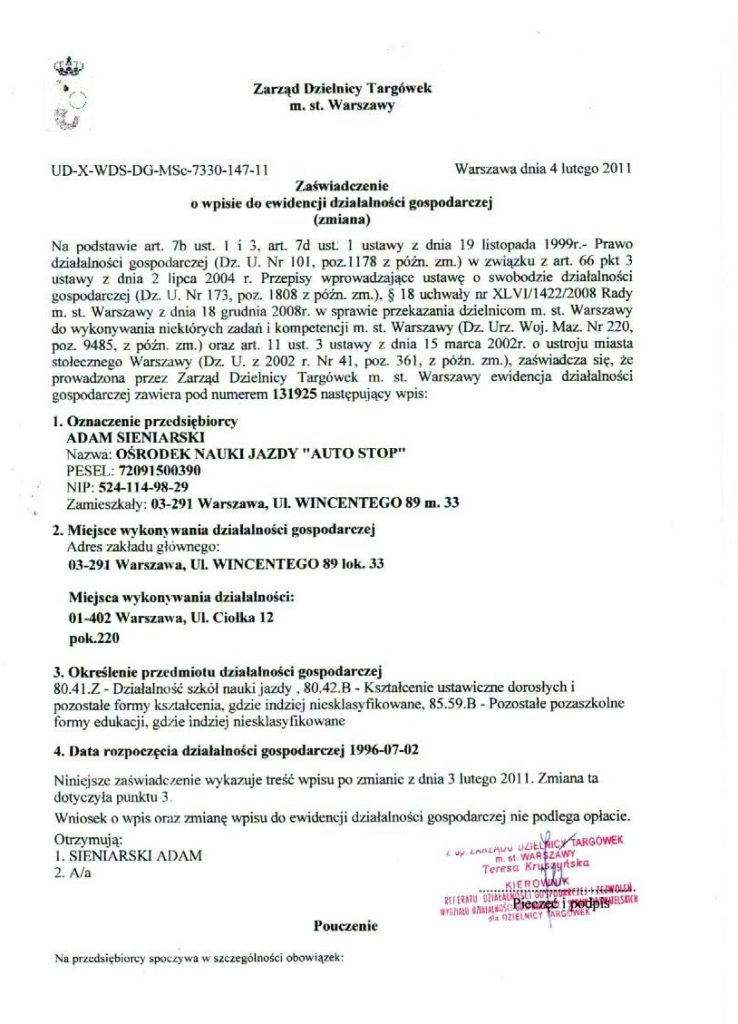 Zarząd Dzielnicy Targówek
m. st. Warszawy
UD-X-WDS-DG-MSc-7330-147-11
Warszawa dnia 4 lutego 2011
Zaświadczenie
o wpisie do ewidencji działalności gospodarczej
(zmiana)
Na podstawie art. 7b ust. 1 i 3, art. 7d ust. 1 ustawy z dnia 19 listopada 1999r.- Prawo
działalności gospodarczej (Dz. U. Nr 101, poz.1178 z późn. zm.) w związku z art. 66 pkt 3
ustawy z dnia 2 lipca 2004 r. Przepisy wprowadzające ustawę o swobodzie działalności
gospodarczej (Dz. U. Nr 173, poz. 1808 z późn. zm.), § 18 uchwały nr XLVI/1422/2008 Rady
m. st. Warszawy z dnia 18 grudnia 2008r. w sprawie przekazania dzielnicom m. st. Warszawy
do wykonywania niektórych zadań i kompetencji m. st. Warszawy (Dz. Urz. Woj. Maz. Nr 220,
poz. 9485, z późn. zm.) oraz art. 11 ust. 3 ustawy z dnia 15 marca 2002r. o ustroju miasta
stołecznego Warszawy (Dz. U. z 2002 r. Nr 41, poz. 361, z późn. zm.), zaświadcza się, że
prowadzona przez Zarząd Dzielnicy Targówek m. st. Warszawy ewidencja działalności
gospodarczej zawiera pod numerem 131925 następujący wpis:
1. Oznaczenie przedsiębiorcy
ADAM SIENIARSKI
Nazwa: OŚRODEK NAUKI JAZDY "AUTO STOP"
PESEL: 72091500390
NIP: 524-114-98-29
Zamieszkały: 03-291 Warszawa, Ul. WINCENTEGO 89 m. 33
2. Miejsce wykonywania działalności gospodarczej
Adres zakładu głównego:
03-291 Warszawa, Ul. WINCENTEGO 89 lok. 33
Miejsca wykonywania działalności:
01-402 Warszawa, Ul. Ciołka 12
pok.220
3. Określenie przedmiotu działalności gospodarczej
80.41.Z - Działalność szkół nauki jazdy , 80.42.B - Kształcenie ustawiczne dorosłych i
pozostałe formy kształcenia, gdzie indziej niesklasyfikowane, 85.59.B - Pozostałe pozaszkolne
formy edukacji, gdzie indziej niesklasyfikowane
4. Data rozpoczęcia działalności gospodarczej 1996-07-02
Niniejsze zaświadczenie wykazuje treść wpisu po zmianie z dnia 3 lutego 2011. Zmiana ta
dotyczyła punktu 3.
Wniosek o wpis oraz zmianę wpisu do ewidencji działalności gospodarczej nie podlega opłacie.
Otrzymują:
1. SIENIARSKI ADAM
2. A/a
z up. ZARZĄDU DZIELNICY TARGÓWEK
m. st. WARSZAWY
Teresa Kruszyńska
KIEROWNIK
REFERATU DZIAŁALNOŚCI GOSPODARCZEJ I ZEZWOLEŃ
WYDZIAŁU DZIAŁALNOŚCI
dla DZIELNICY TARGÓWEK
Pieczęć i podpis
Pouczenie
Na przedsiębiorcy spoczywa w szczególności obowiązek: